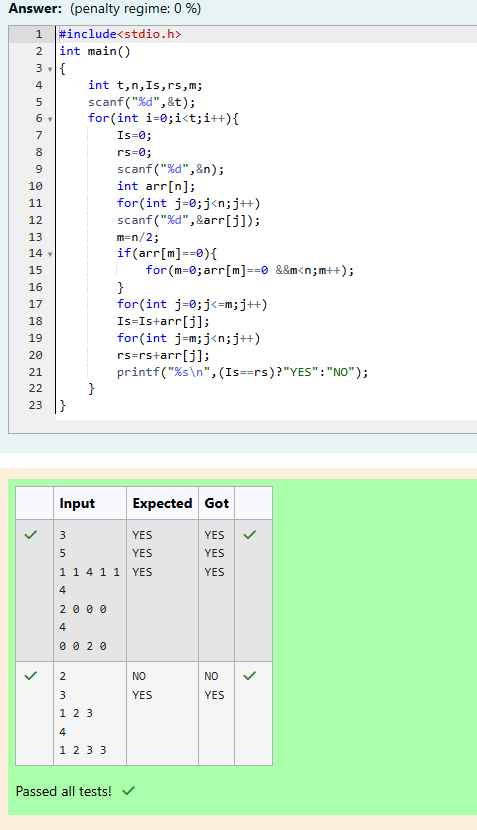 Answer: (penalty regime: 0 %)
1 #include<stdio.h>
2 int main()
3 {
4     int t,n,Is,rs,m;
5     scanf("%d",&t);
6     for(int i=0;i<t;i++){
7         Is=0;
8         rs=0;
9         scanf("%d",&n);
10         int arr[n];
11         for(int j=0;j<n;j++)
12         scanf("%d",&arr[j]);
13         m=n/2;
14         if(arr[m]==0){
15             for(m=0;arr[m]==0 &&m<n;m++);
16         }
17         for(int j=0;j<=m;j++)
18         Is=Is+arr[j];
19         for(int j=m;j<n;j++)
20         rs=rs+arr[j];
21         printf("%s\n",(Is==rs)?"YES":"NO");
22     }
23 }
Input Expected Got
3 YES YES
5 YES YES
1 1 4 1 1 YES YES
4
2 0 0 0
4
0 0 2 0
2 NO NO
3 YES YES
1 2 3
4
1 2 3 3
Passed all tests!